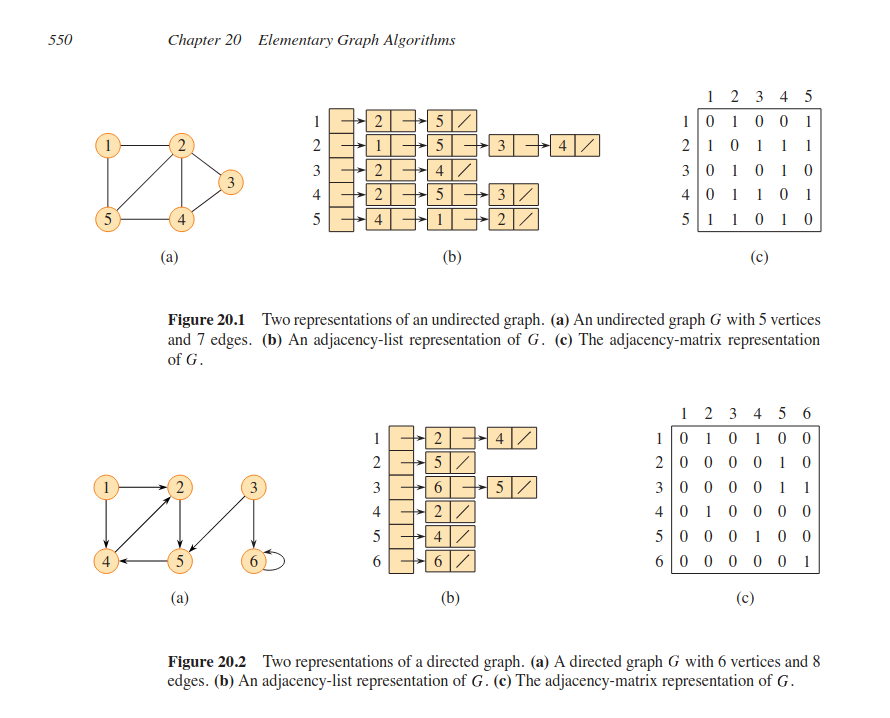 550 Chapter 20 Elementary Graph Algorithms
1 2 3 4 5
1 2 5 1 2 5 / 1 0 1 0 0 1
2 1 5 3 4 / 2 1 0 1 1 1
3 3 2 4 / 3 0 1 0 1 0
4 2 5 3 / 4 0 1 1 0 1
5 4 5 4 1 2 / 5 1 1 0 1 0
(a) (b) (c)
Figure 20.1 Two representations of an undirected graph. (a) An undirected graph G with 5 vertices
and 7 edges. (b) An adjacency-list representation of G. (c) The adjacency-matrix representation
of G.
1 2 3 4 5 6
1 2 4 / 1 0 1 0 1 0 0
2 5 / 2 0 0 0 0 1 0
1 2 3 3 6 5 / 3 0 0 0 0 1 1
4 2 / 4 0 1 0 0 0 0
5 4 / 5 0 0 0 1 0 0
4 5 6 6 6 / 6 0 0 0 0 0 1
(a) (b) (c)
Figure 20.2 Two representations of a directed graph. (a) A directed graph G with 6 vertices and 8
edges. (b) An adjacency-list representation of G. (c) The adjacency-matrix representation of G.